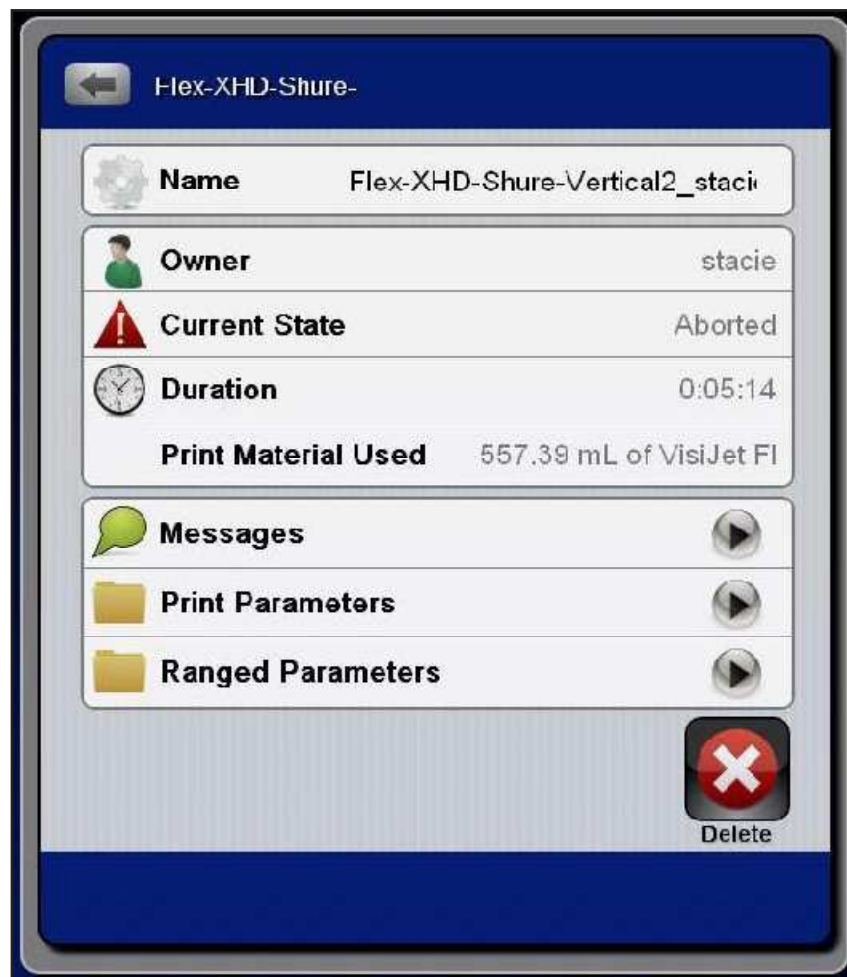 Flex-XHD-Shure-
Name Flex-XHD-Shure-Vertical2_staci
Owner stacie
Current State Aborted
Duration 0:05:14
Print Material Used 557.39 mL of VisiJet Fl
Messages
Print Parameters
Ranged Parameters
Delete